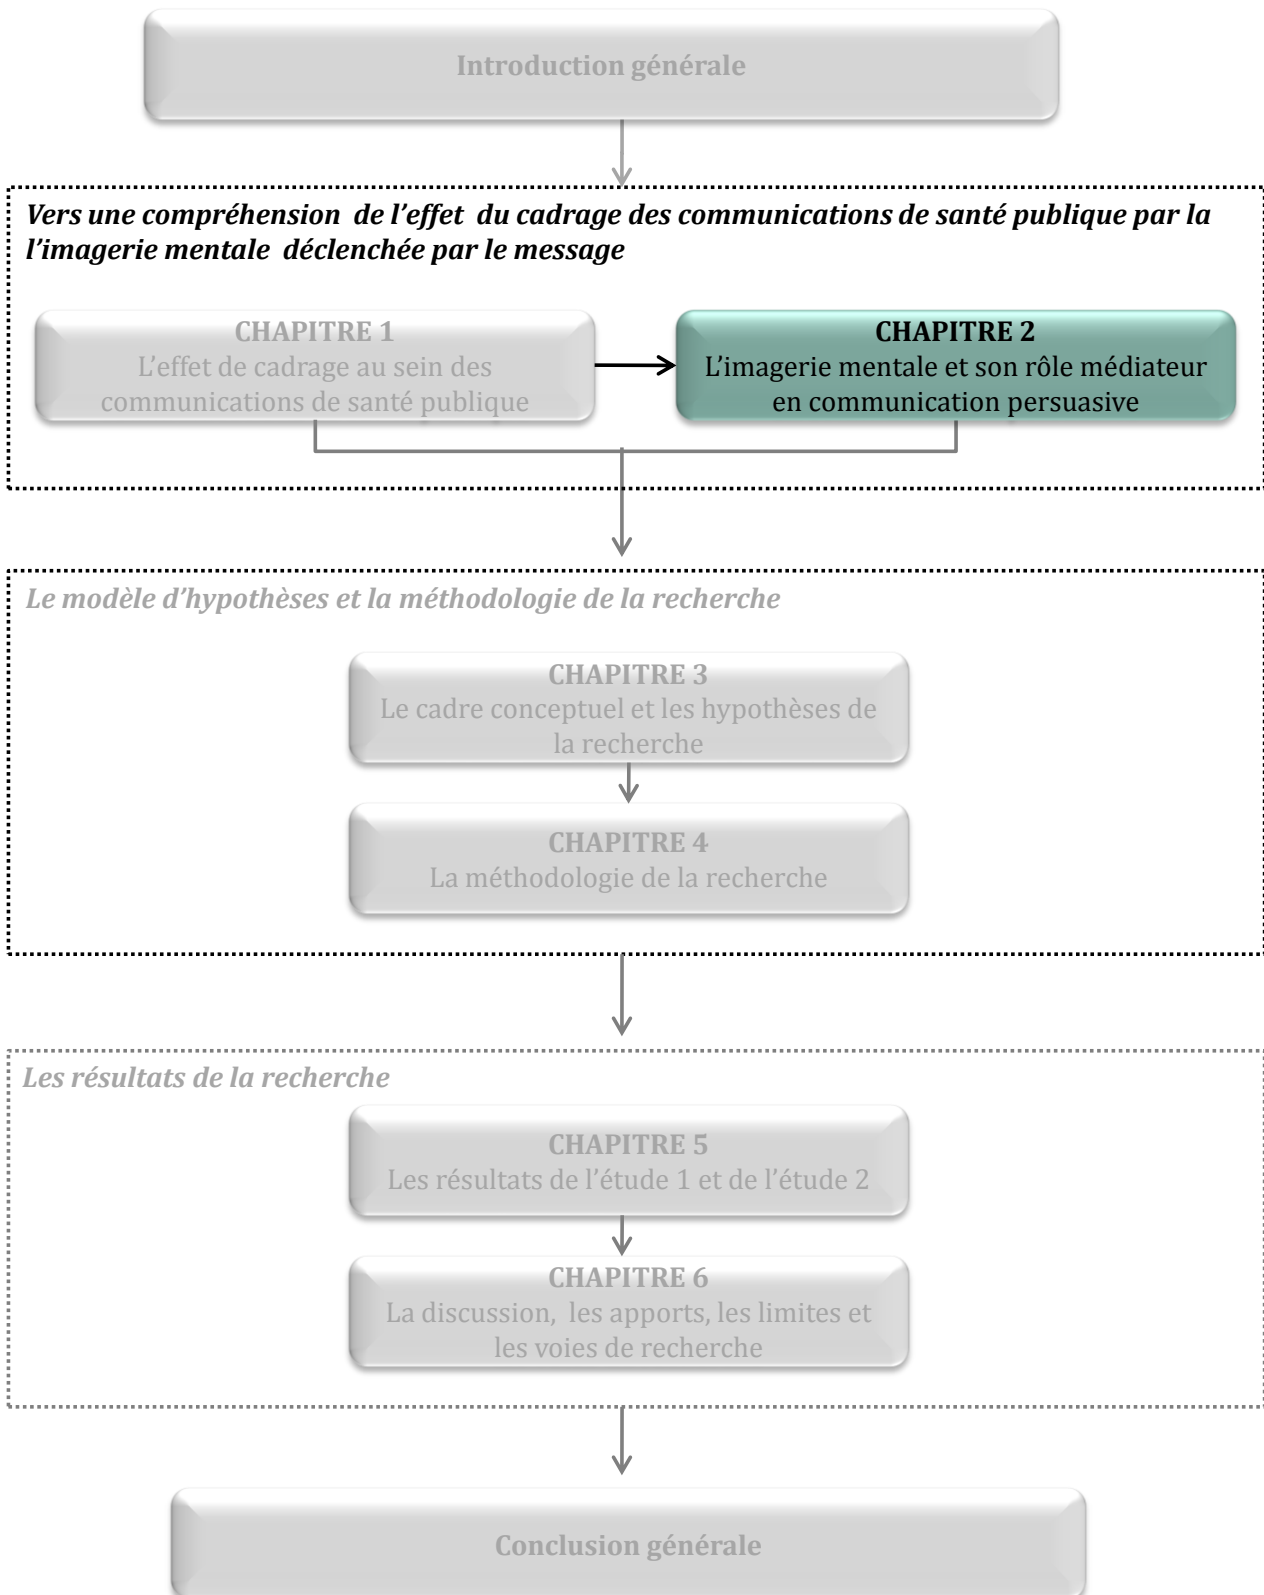 Introduction générale
Vers une compréhension de l'effet du cadrage des communications de santé publique par la
l'imagerie mentale déclenchée par le message
CHAPITRE 1
L'effet de cadrage au sein des
communications de santé publique
CHAPITRE 2
L'imagerie mentale et son rôle médiateur
en communication persuasive
Le modèle d'hypothèses et la méthodologie de la recherche
CHAPITRE 3
Le cadre conceptuel et les hypothèses de
la recherche
CHAPITRE 4
La méthodologie de la recherche
Les résultats de la recherche
CHAPITRE 5
Les résultats de l'étude 1 et de l'étude 2
CHAPITRE 6
La discussion, les apports, les limites et
les voies de recherche
Conclusion générale